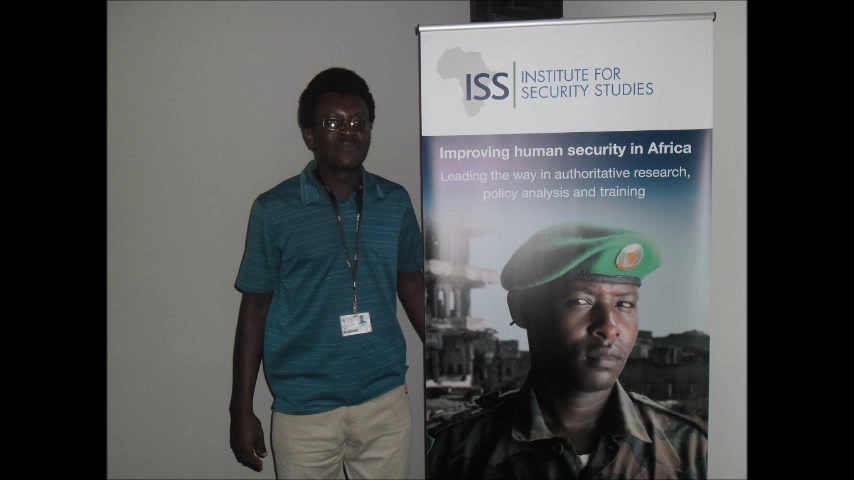 ISS
INSTITUTE FOR
SECURITY STUDIES
Improving human security in Africa
Leading the way in authoritative research,
policy analysis and training